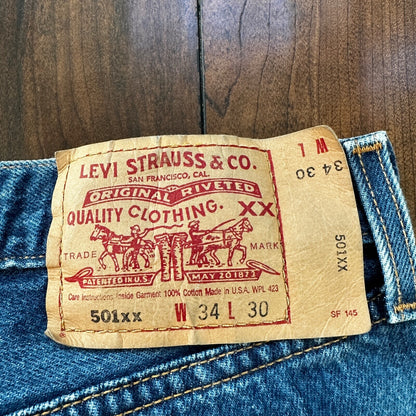 LEVI STRAUSS & CO.
SAN FRANCISCO, CAL.
ORIGINAL RIVETED
QUALITY CLOTHING. XX
TRADE MARK
PATENTED IN U.S. MAY 20 1873
Care Instructions Inside Garment 100% Cotton Made in U.S.A. WPL 423
501xx W 34 L 30
SF 145
W L
34 30
501XX